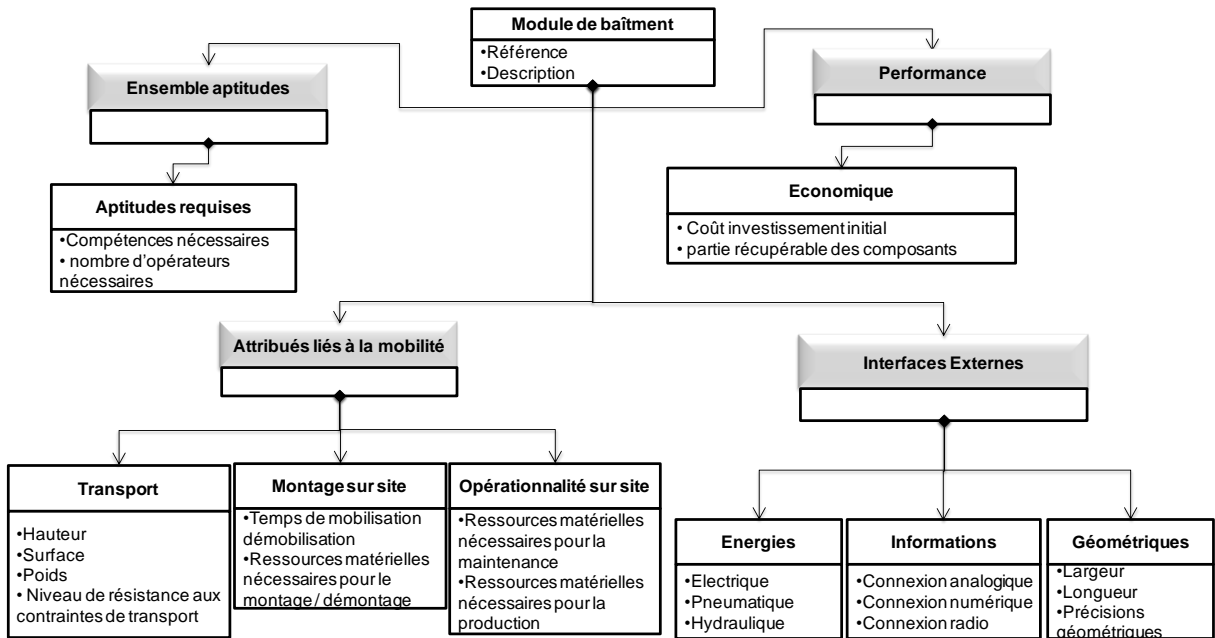 Module de baîtment
•Référence
•Description
Ensemble aptitudes
Performance
Aptitudes requises
•Compétences nécessaires
• nombre d'opérateurs
nécessaires
Economique
• Coût investissement initial
• partie récupérable des composants
Attribués liés à la mobilité
Interfaces Externes
Transport
•Hauteur
•Surface
•Poids
• Niveau de résistance aux
contraintes de transport
Montage sur site
•Temps de mobilisation
démobilisation
•Ressources matérielles
nécessaires pour le
montage / démontage
Opérationnalité sur site
•Ressources matérielles
nécessaires pour la
maintenance
•Ressources matérielles
nécessaires pour la
production
Energies
•Electrique
•Pneumatique
•Hydraulique
Informations
•Connexion analogique
•Connexion numérique
•Connexion radio
Géométriques
•Largeur
•Longueur
•Précisions
géométriques